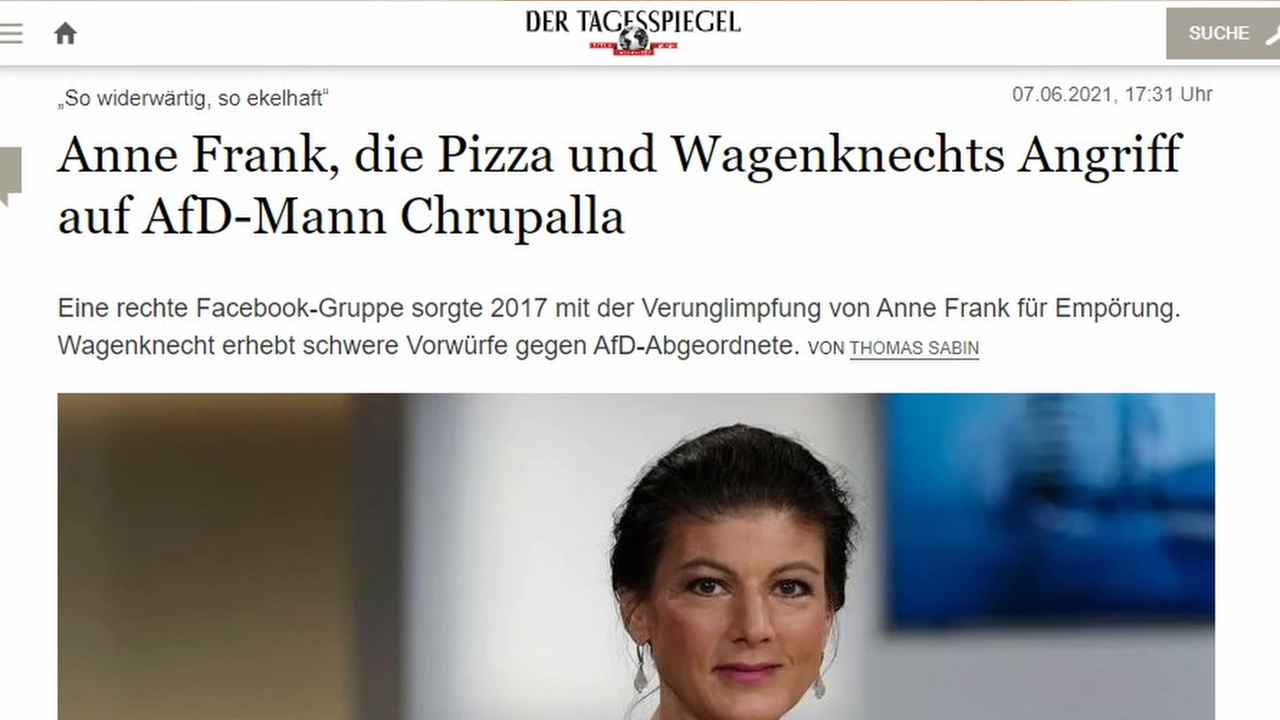 DER TAGESSPIEGEL
SUCHE
„So widerwärtig, so ekelhaft“
07.06.2021, 17:31 Uhr
Anne Frank, die Pizza und Wagenknechts Angriff
auf AfD-Mann Chrupalla
Eine rechte Facebook-Gruppe sorgte 2017 mit der Verunglimpfung von Anne Frank für Empörung.
Wagenknecht erhebt schwere Vorwürfe gegen AfD-Abgeordnete. VON THOMAS SABIN